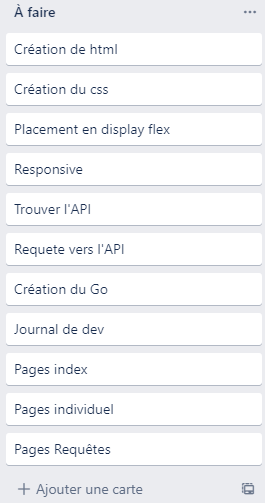 À faire
Création de html
Création du css
Placement en display flex
Responsive
Trouver l'API
Requete vers l'API
Création du Go
Journal de dev
Pages index
Pages individuel
Pages Requêtes
Ajouter une carte